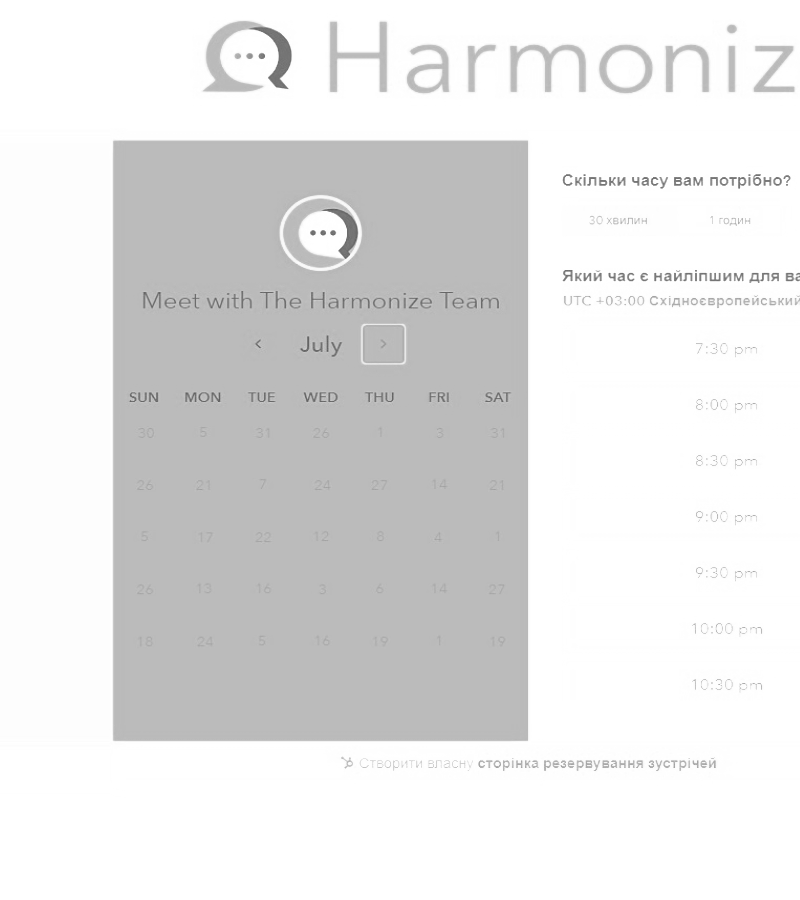 Harmoniz
Meet with The Harmonize Team
July
SUN MON TUE WED THU FRI SAT
30 5 31 26 1 3 31
26 21 7 24 27 14 21
5 17 22 12 8 4 1
26 13 16 3 6 14 27
18 24 5 16 19 1 19
Скільки часу вам потрібно?
30 хвилин 1 годин
Який час є найліпшим для ва
UTC +03:00 Східноєвропейський
7:30 pm
8:00 pm
8:30 pm
9:00 pm
9:30 pm
10:00 pm
10:30 pm
Створити власну сторінка резервування зустрічей